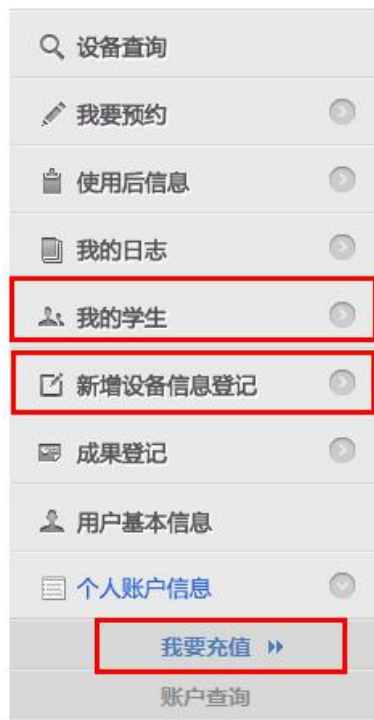 设备查询
我要预约
使用后信息
我的日志
我的学生
新增设备信息登记
成果登记
用户基本信息
个人账户信息
我要充值
账户查询